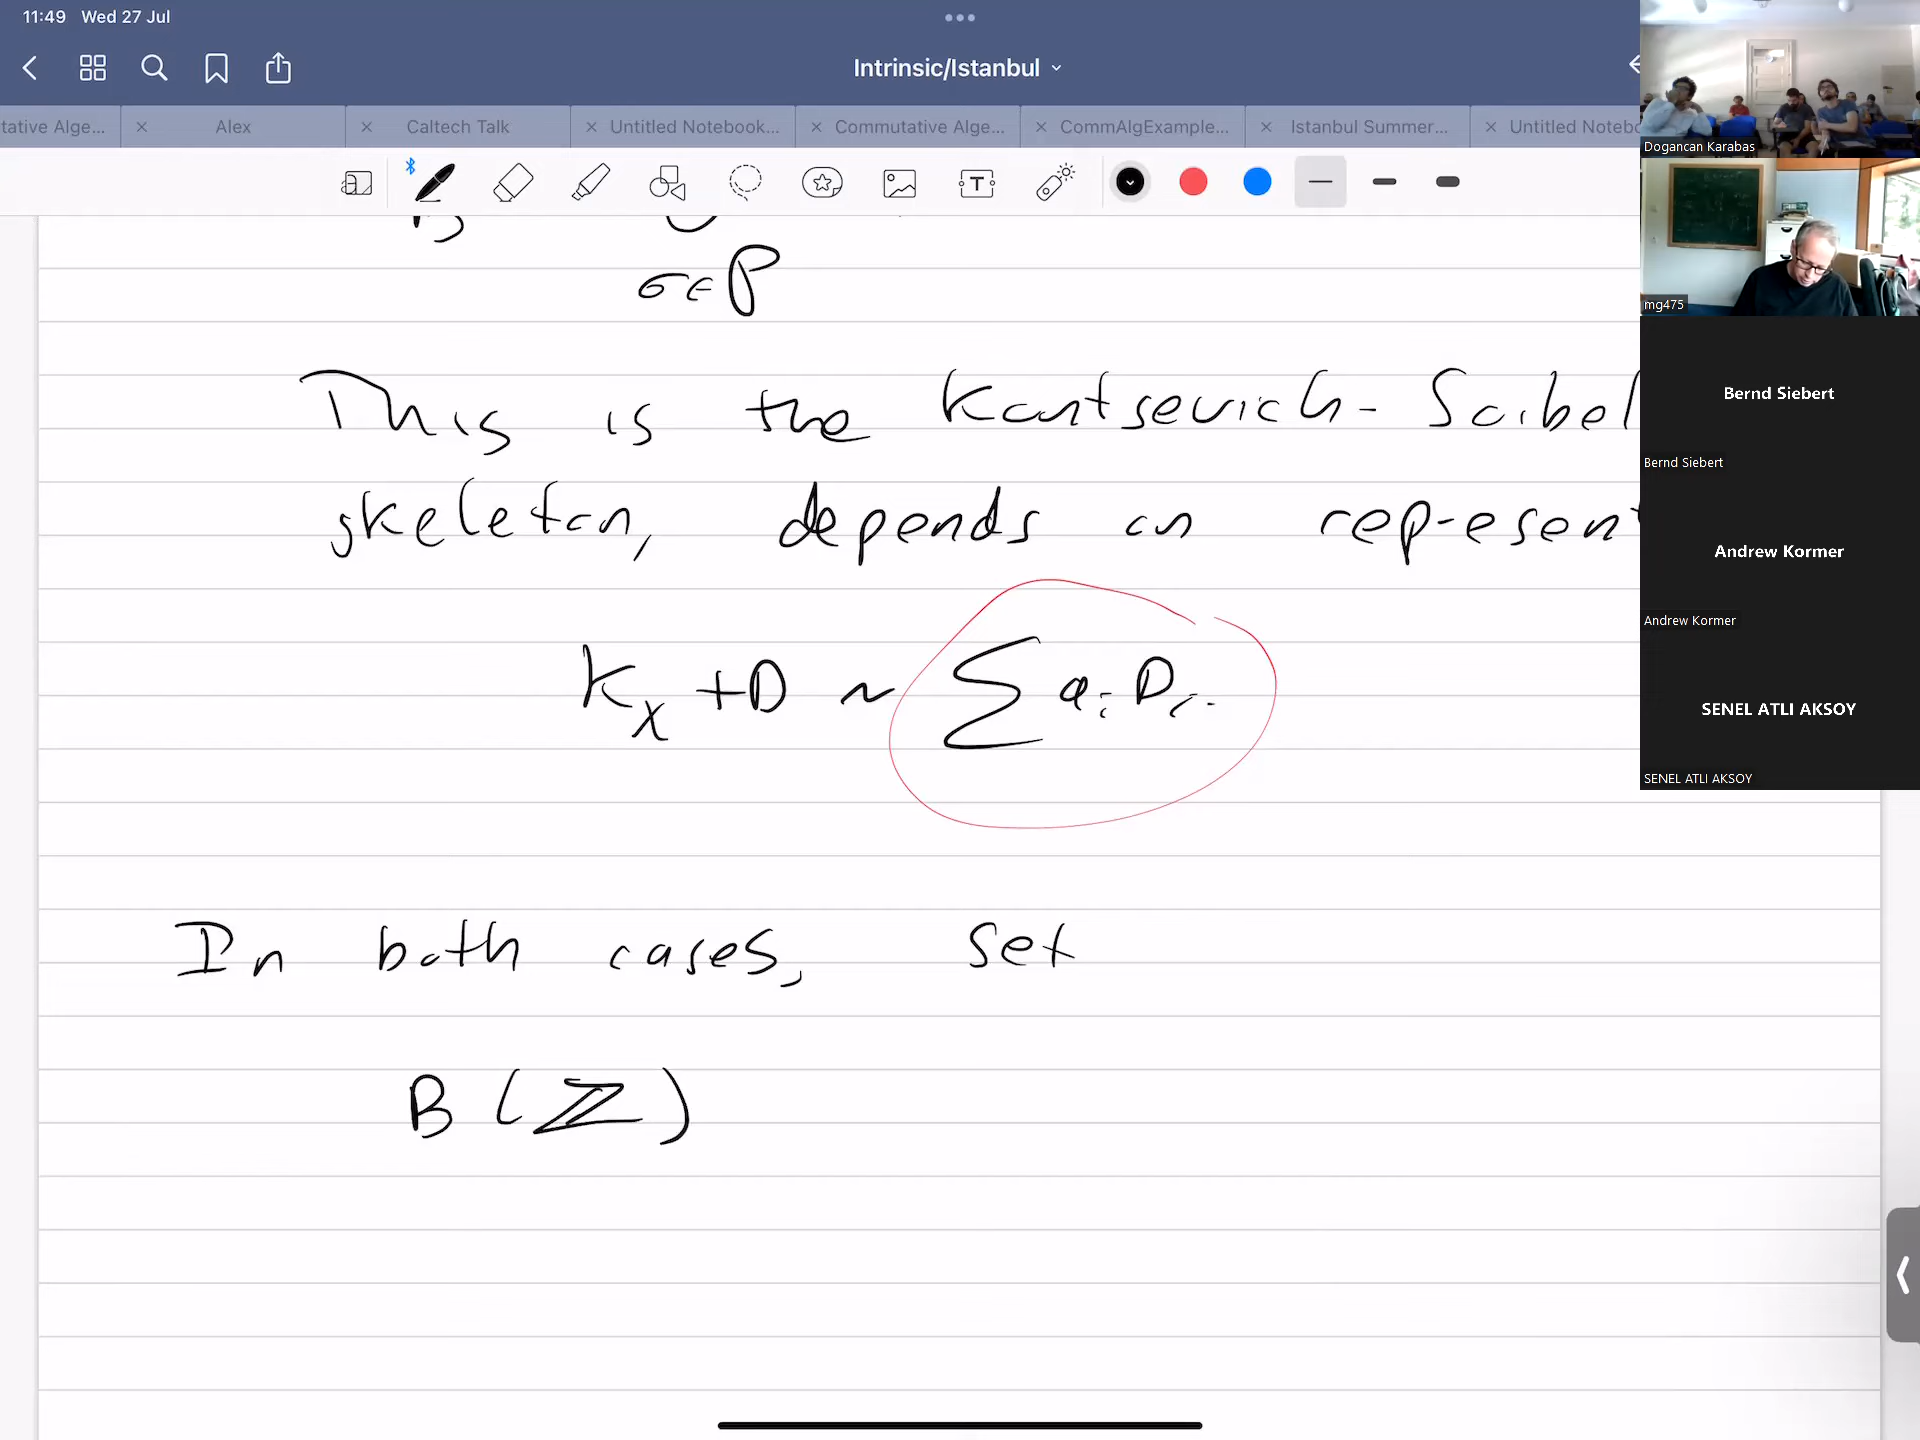 11:49 Wed 27 Jul
Intrinsic/Istanbul
tative Alge...
Alex
Caltech Talk
Untitled Notebook...
Commutative Alge...
CommAlgExample...
Istanbul Summer...
Untitled Notebo
Dogancan Karabas
mg475
Bernd Siebert
Bernd Siebert
Andrew Kormer
Andrew Kormer
SENEL ATLI AKSOY
SENEL ATLI AKSOY
T
B
σ∈P
This is the Kontsevich-Soibel
skeleton, depends on represent
K_X + D ~ ∑ a_i D_i.
In both cases, set
B(ℤ)